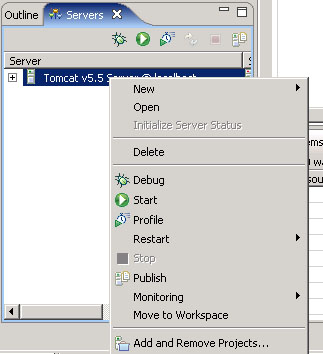 Outline Servers
Server
Tomcat v5.5 Server @ localhost
New
Open
Initialize Server Status
Delete
Debug
Start
Profile
Restart
Stop
Publish
Monitoring
Move to Workspace
Add and Remove Projects...